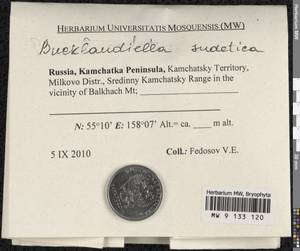 HERBARIUM UNIVERSITATIS MOSQUENSIS (MW)
Bucklandiella sudetica
Russia, Kamchatka Peninsula, Kamchatsky Territory,
Milkovo Distr., Sredinny Kamchatsky Range in the
vicinity of Balkhach Mt;
N: 55°10' E: 158°07' Alt.= ca. ____ m alt.
5 IX 2010 Coll.: Fedosov V.E.
Herbarium MW, Bryophyta
MW 9 133 120